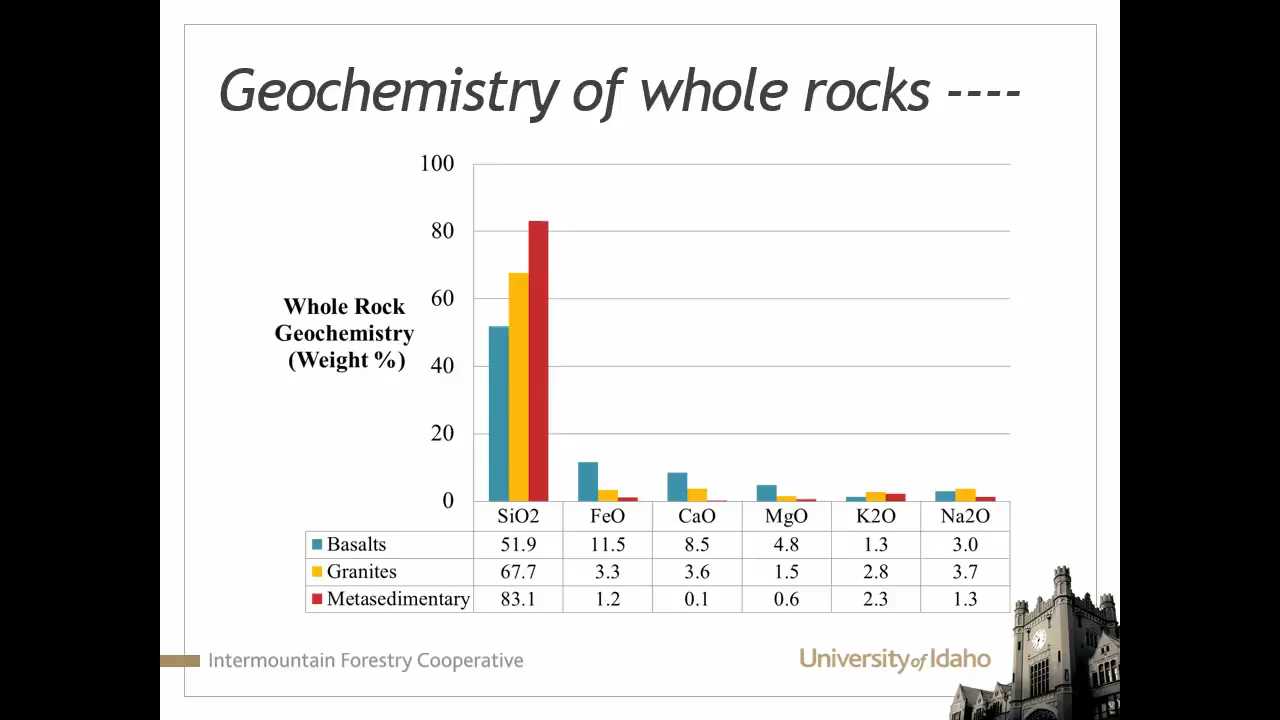 Geochemistry of whole rocks ----
100
80
60
40
20
0
Whole Rock
Geochemistry
(Weight %)
SiO2 FeO CaO MgO K2O Na2O
Basalts 51.9 11.5 8.5 4.8 1.3 3.0
Granites 67.7 3.3 3.6 1.5 2.8 3.7
Metasedimentary 83.1 1.2 0.1 0.6 2.3 1.3
Intermountain Forestry Cooperative
University of Idaho